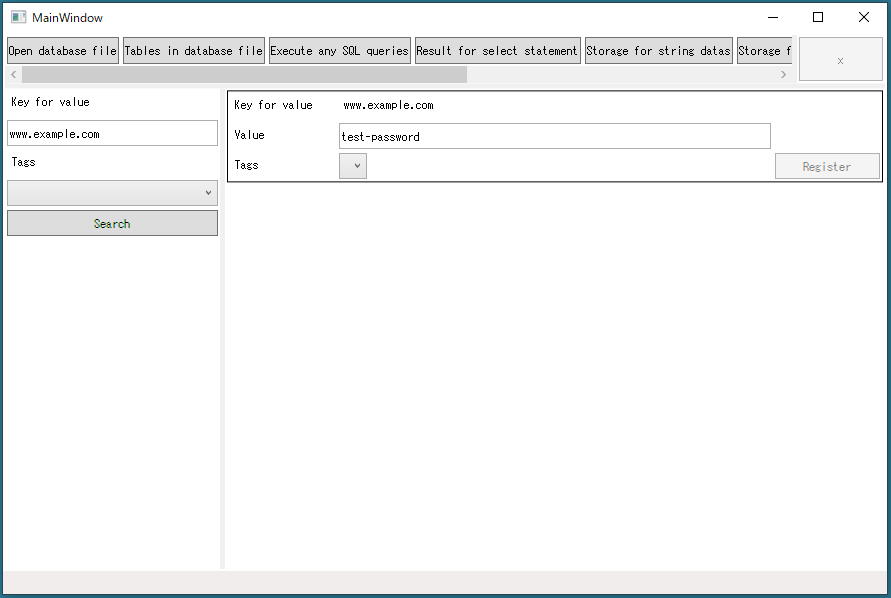 MainWindow
Open database file Tables in database file Execute any SQL queries Result for select statement Storage for string datas Storage f x
Key for value
www.example.com
Tags
Search
Key for value www.example.com
Value test-password
Tags Register